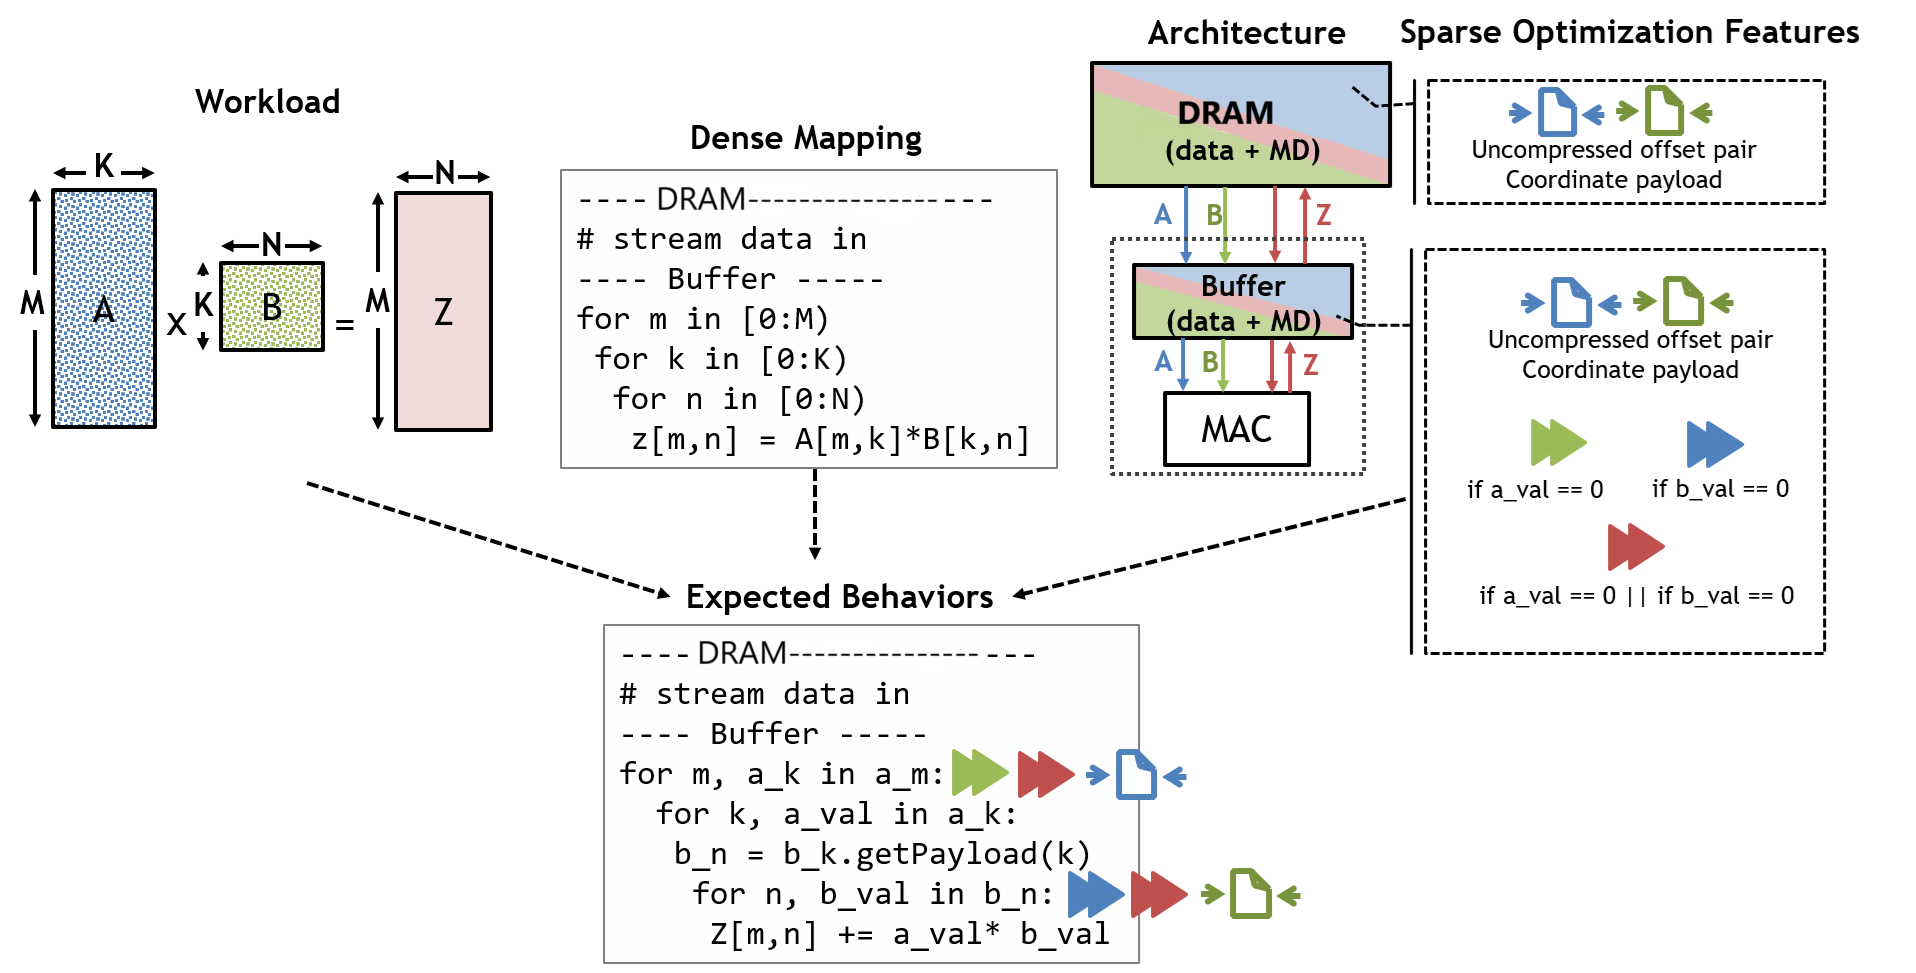 Workload
K
M
A
x
N
K
B
=
N
M
Z
Dense Mapping
---- DRAM------------------
# stream data in
---- Buffer -----
for m in [0:M)
for k in [0:K)
for n in [0:N)
z[m,n] = A[m,k]*B[k,n]
Architecture
DRAM
(data + MD)
A
B
Z
Buffer
(data + MD)
A
B
Z
MAC
Sparse Optimization Features
Uncompressed offset pair
Coordinate payload
Uncompressed offset pair
Coordinate payload
if a_val == 0
if b_val == 0
if a_val == 0 || if b_val == 0
Expected Behaviors
---- DRAM------------------
# stream data in
---- Buffer -----
for m, a_k in a_m:
for k, a_val in a_k:
b_n = b_k.getPayload(k)
for n, b_val in b_n:
Z[m,n] += a_val* b_val